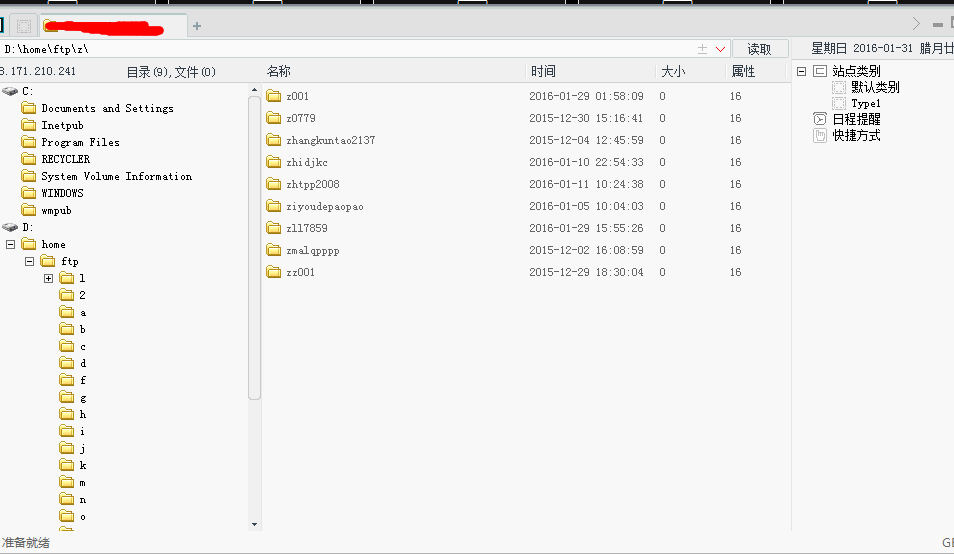 +
D:\home\ftp\z\
读取
星期日 2016-01-31 腊月廿
8.171.210.241 目录(9),文件(0)
名称 时间 大小 属性
C:
Documents and Settings
Inetpub
Program Files
RECYCLER
System Volume Information
WINDOWS
wmpub
D:
home
ftp
1
2
a
b
c
d
f
g
h
i
j
k
m
n
o
z001 2016-01-29 01:58:09 0 16
z0779 2015-12-30 15:16:41 0 16
zhangkuntao2137 2015-12-04 12:45:59 0 16
zhidjkc 2016-01-10 22:54:33 0 16
zhtpp2008 2016-01-11 10:24:38 0 16
ziyoudepaopao 2016-01-05 10:04:03 0 16
zll7859 2016-01-29 15:55:26 0 16
zmalqpppp 2015-12-02 16:08:59 0 16
zz001 2015-12-29 18:30:04 0 16
站点类别
默认类别
Type1
日程提醒
快捷方式
准备就绪